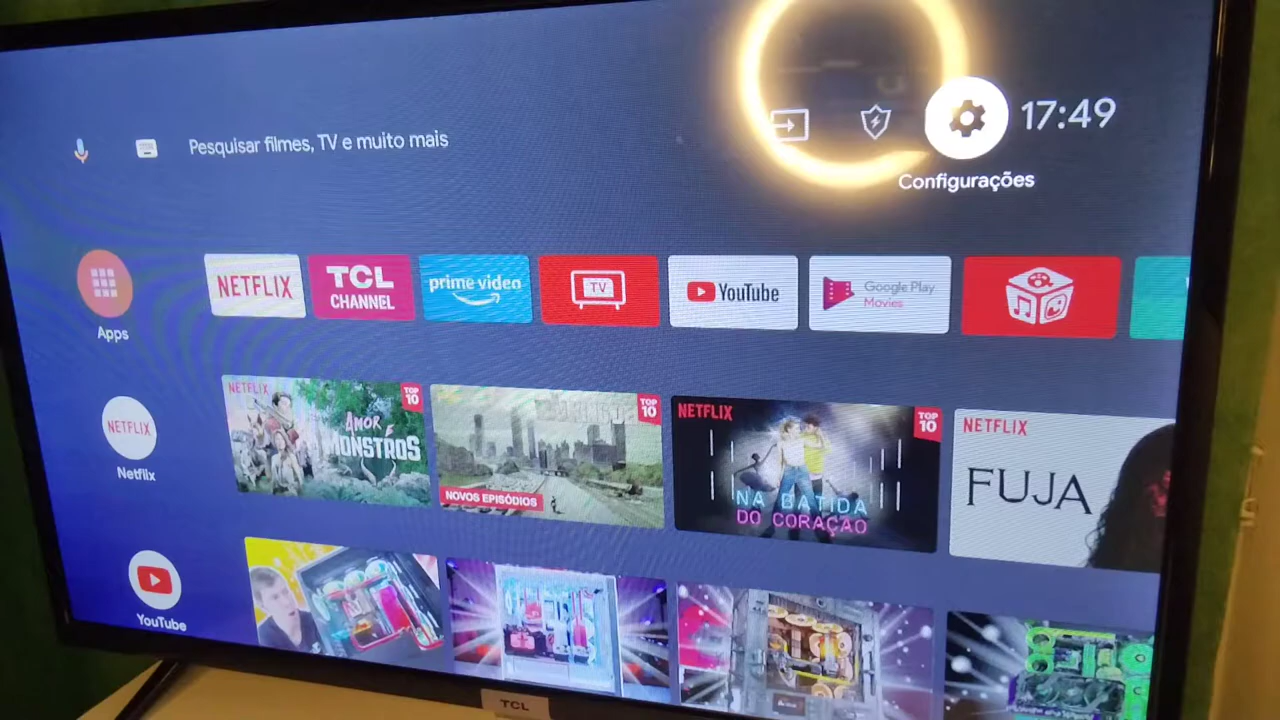 17:49
Pesquisar filmes, TV e muito mais
Configurações
NETFLIX
TCL
CHANNEL
prime video
TV
YouTube
Google Play
Movies
Apps
NETFLIX
TOP
10
AMOR
MONSTROS
TOP
10
NOVOS EPISÓDIOS
NETFLIX
TOP
10
NA BATIDA
DO CORAÇÃO
NETFLIX
FUJA
NETFLIX
Netflix
YouTube
TCL